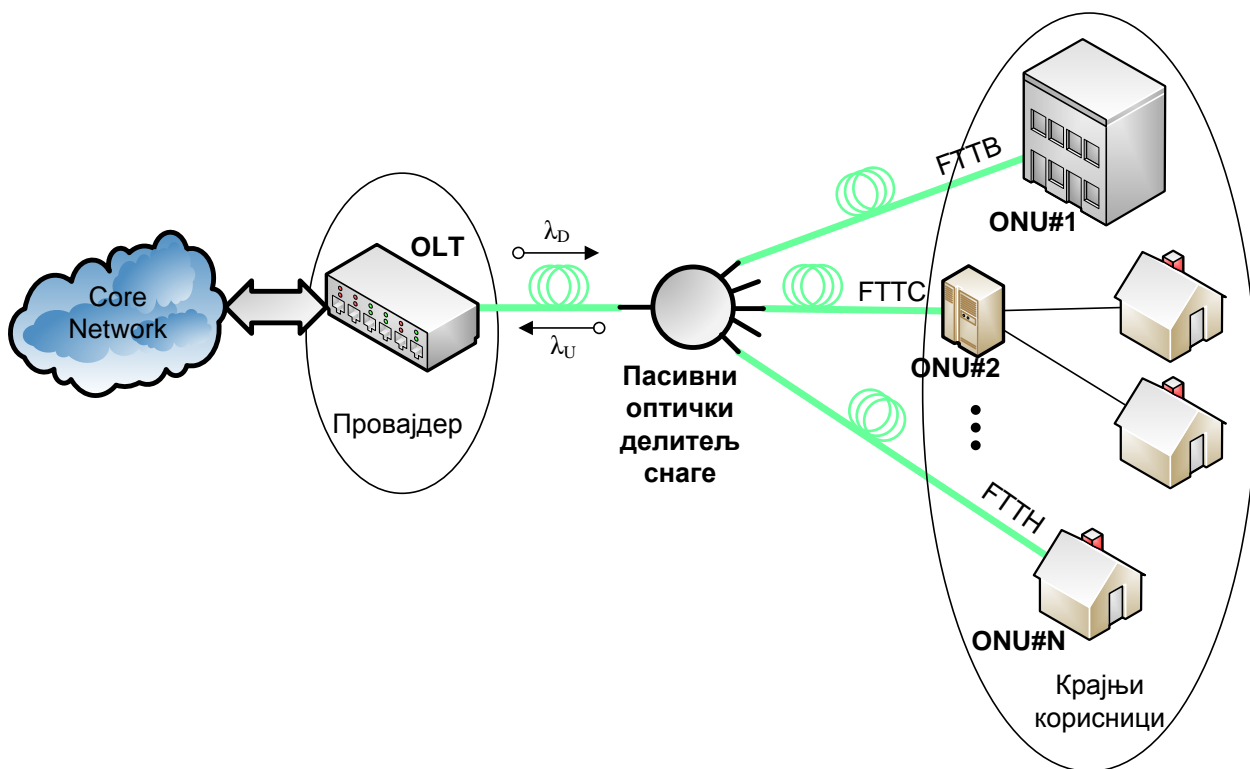 Core
Network
OLT
Провајдер
λD
λU
Пасивни
оптички
делитељ
снаге
FTTB
ONU#1
FTTC
ONU#2
FTTH
ONU#N
Крајњи
корисници